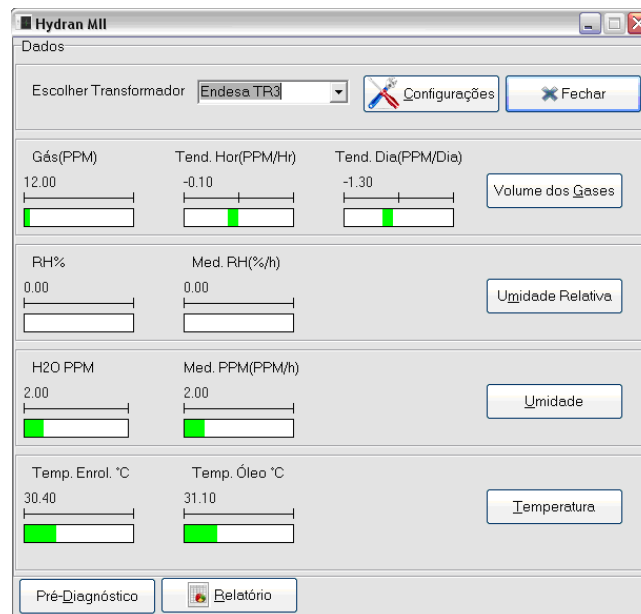 Hydran MII
Dados
Escolher Transformador Endesa TR3 Configurações Fechar
Gás(PPM) Tend. Hor(PPM/Hr) Tend. Dia(PPM/Dia)
12.00 -0.10 -1.30
Volume dos Gases
RH% Med. RH(%/h)
0.00 0.00
Umidade Relativa
H2O PPM Med. PPM(PPM/h)
2.00 2.00
Umidade
Temp. Enrol. °C Temp. Óleo °C
30.40 31.10
Temperatura
Pré-Diagnóstico Relatório